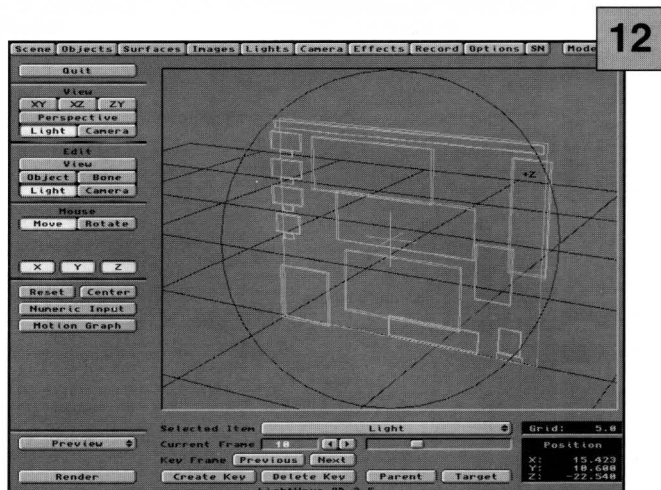 12
Scene Objects Surfaces Images Lights Camera Effects Record Options SN Mode
Quit
View
XY XZ ZY
Perspective
Light Camera
Edit
View
Object Bone
Light Camera
Mouse
Move Rotate
X Y Z
Reset Center
Numeric Input
Motion Graph
+Z
Selected Item Light
Grid: 5.0
Preview
Current Frame 10
Position
Key Frame Previous Next
X: 15.423
Y: 10.600
Z: -22.540
Render
Create Key Delete Key Parent Target